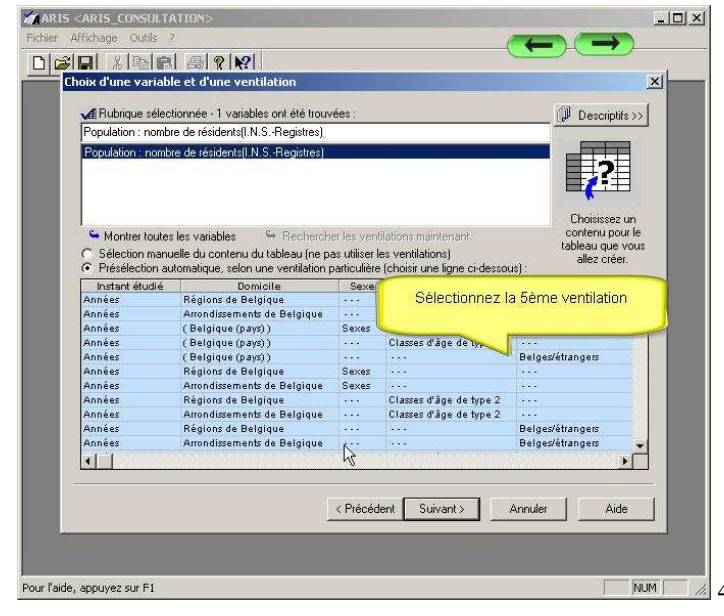 ARIS <ARIS_CONSULTATION>
Fichier Affichage Outils ?
Choix d'une variable et d'une ventilation
Rubrique sélectionnée - 1 variables ont été trouvées :
Descriptifs >>
Population : nombre de résidents(I.N.S.-Registres)
Population : nombre de résidents(I.N.S.-Registres)
Choisissez un
contenu pour le
tableau que vous
allez créer.
Montrer toutes les variables Rechercher les ventilations maintenant
Sélection manuelle du contenu du tableau (ne pas utiliser les ventilations)
Présélection automatique, selon une ventilation particulière (choisir une ligne ci-dessous) :
Instant étudié Domicile
Sélectionnez la 5ème ventilation
Années Régions de Belgique ---
Années Arrondissements de Belgique ---
Années ( Belgique (pays) ) Sexes
Années ( Belgique (pays) ) --- Classes d'âge de
Années ( Belgique (pays) ) --- --- Belges/étrangers
Années Régions de Belgique Sexes --- ---
Années Arrondissements de Belgique Sexes --- ---
Années Régions de Belgique --- Classes d'âge de type 2 ---
Années Arrondissements de Belgique --- Classes d'âge de type 2 ---
Années Régions de Belgique --- --- Belges/étrangers
Années Arrondissements de Belgique --- --- Belges/étrangers
< Précédent Suivant > Annuler Aide
Pour l'aide, appuyez sur F1 NUM